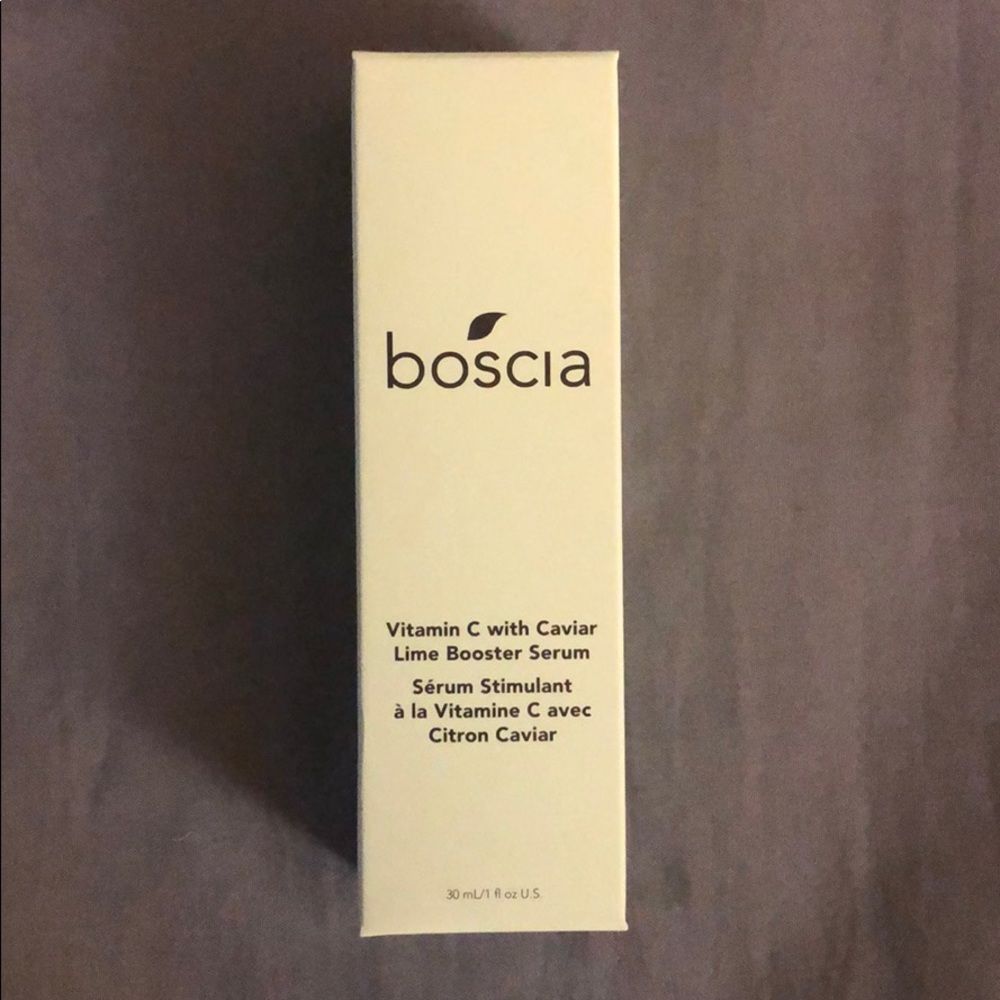 boscia
Vitamin C with Caviar
Lime Booster Serum
Sérum Stimulant
à la Vitamine C avec
Citron Caviar
30 mL/1 fl oz U.S.